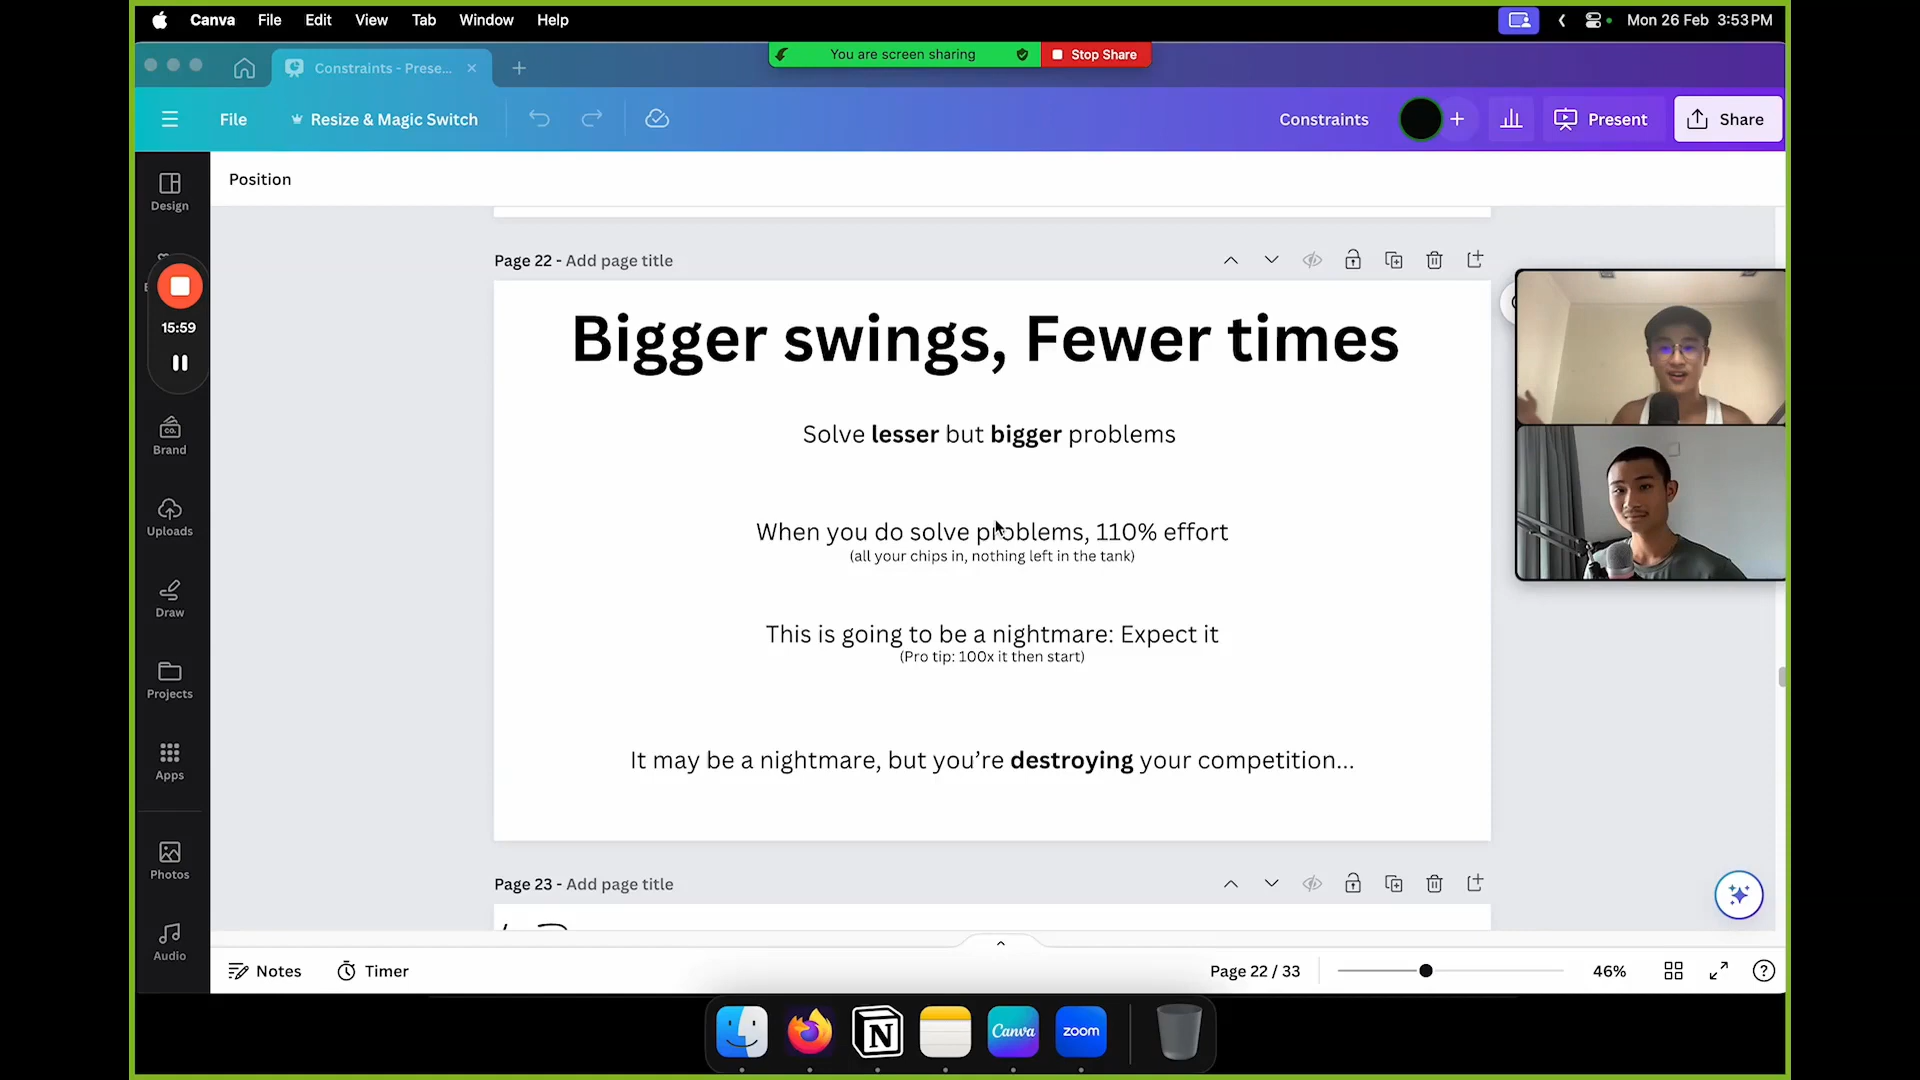 Canva File Edit View Tab Window Help
Mon 26 Feb 3:53 PM
You are screen sharing
Stop Share
Constraints - Prese...
File
Resize & Magic Switch
Constraints
Present
Share
Position
Design
15:59
Brand
Uploads
Draw
Projects
Apps
Photos
Audio
Page 22 - Add page title
Bigger swings, Fewer times
Solve lesser but bigger problems
When you do solve problems, 110% effort
(all your chips in, nothing left in the tank)
This is going to be a nightmare: Expect it
(Pro tip: 100x it then start)
It may be a nightmare, but you’re destroying your competition...
Page 23 - Add page title
Notes
Timer
Page 22 / 33
46%
Canva
zoom